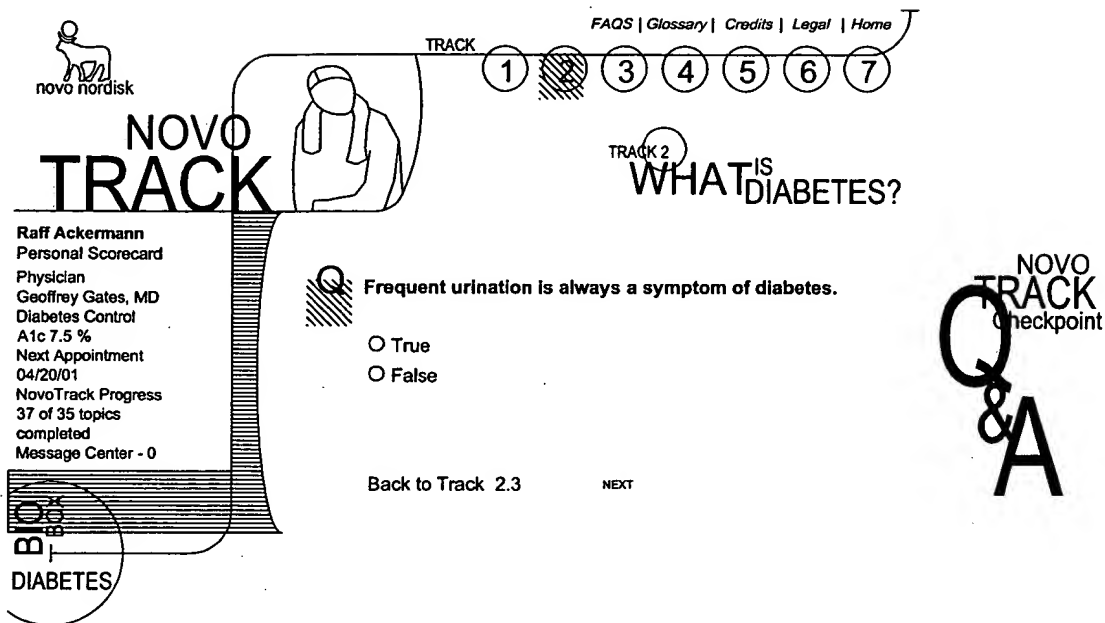 FAQS | Glossary | Credits | Legal | Home
novo nordisk
TRACK
1 2 3 4 5 6 7
NOVO
TRACK
TRACK 2
WHAT IS
DIABETES?
Raff Ackermann
Personal Scorecard
Physician
Geoffrey Gates, MD
Diabetes Control
A1c 7.5 %
Next Appointment
04/20/01
NovoTrack Progress
37 of 35 topics
completed
Message Center - 0
Q Frequent urination is always a symptom of diabetes.
True
False
Back to Track 2.3 NEXT
NOVO
TRACK
Checkpoint
Q
&
A
BIO
BOX
DIABETES